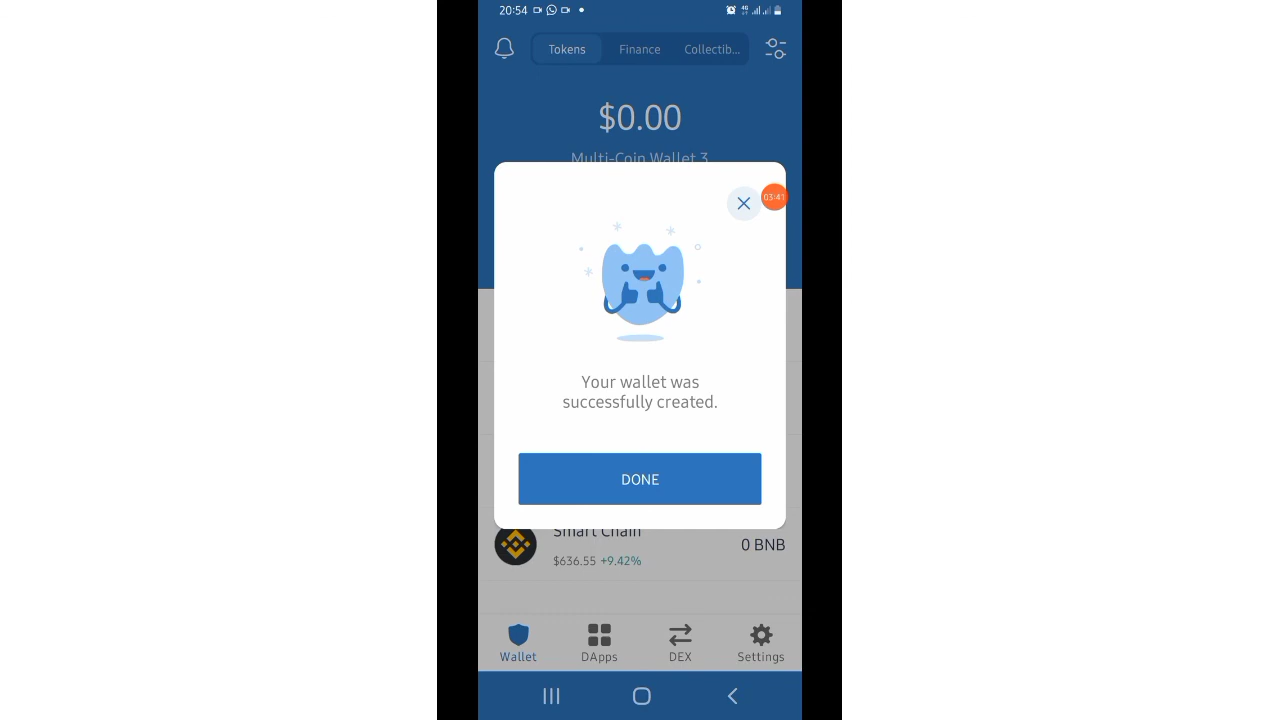 20:54
4G
Tokens Finance Collectib...
$0.00
Multi-Coin Wallet 3
03:41
Your wallet was
successfully created.
DONE
Smart Chain
0 BNB
$636.55 +9.42%
Wallet DApps DEX Settings